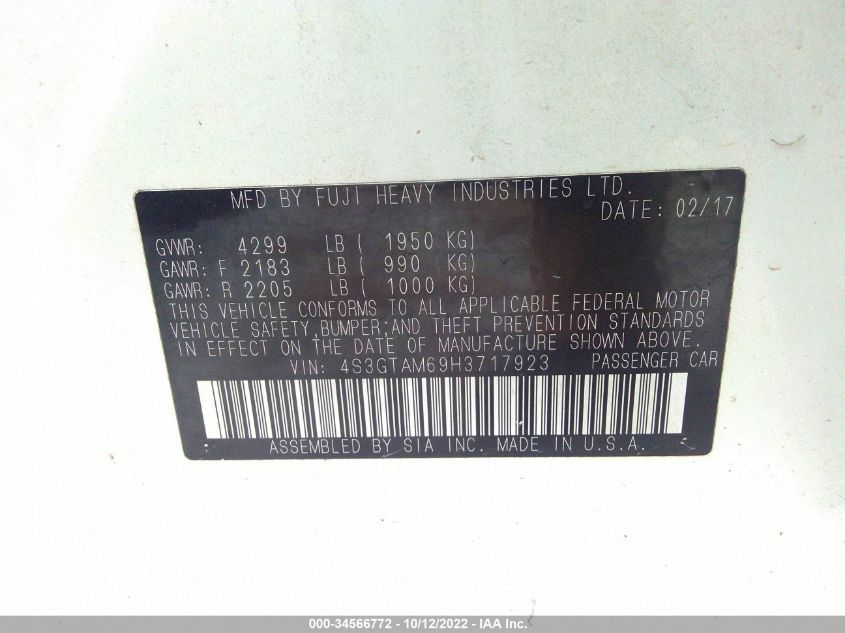 MFD BY FUJI HEAVY INDUSTRIES LTD.
DATE: 02/17
GVWR: 4299 LB ( 1950 KG)
GAWR: F 2183 LB ( 990 KG)
GAWR: R 2205 LB ( 1000 KG)
THIS VEHICLE CONFORMS TO ALL APPLICABLE FEDERAL MOTOR
VEHICLE SAFETY,BUMPER,AND THEFT PREVENTION STANDARDS
IN EFFECT ON THE DATE OF MANUFACTURE SHOWN ABOVE.
VIN: 4S3GTAM69H3717923 PASSENGER CAR
ASSEMBLED BY SIA INC. MADE IN U.S.A.
000-34566772 - 10/12/2022 - IAA Inc.